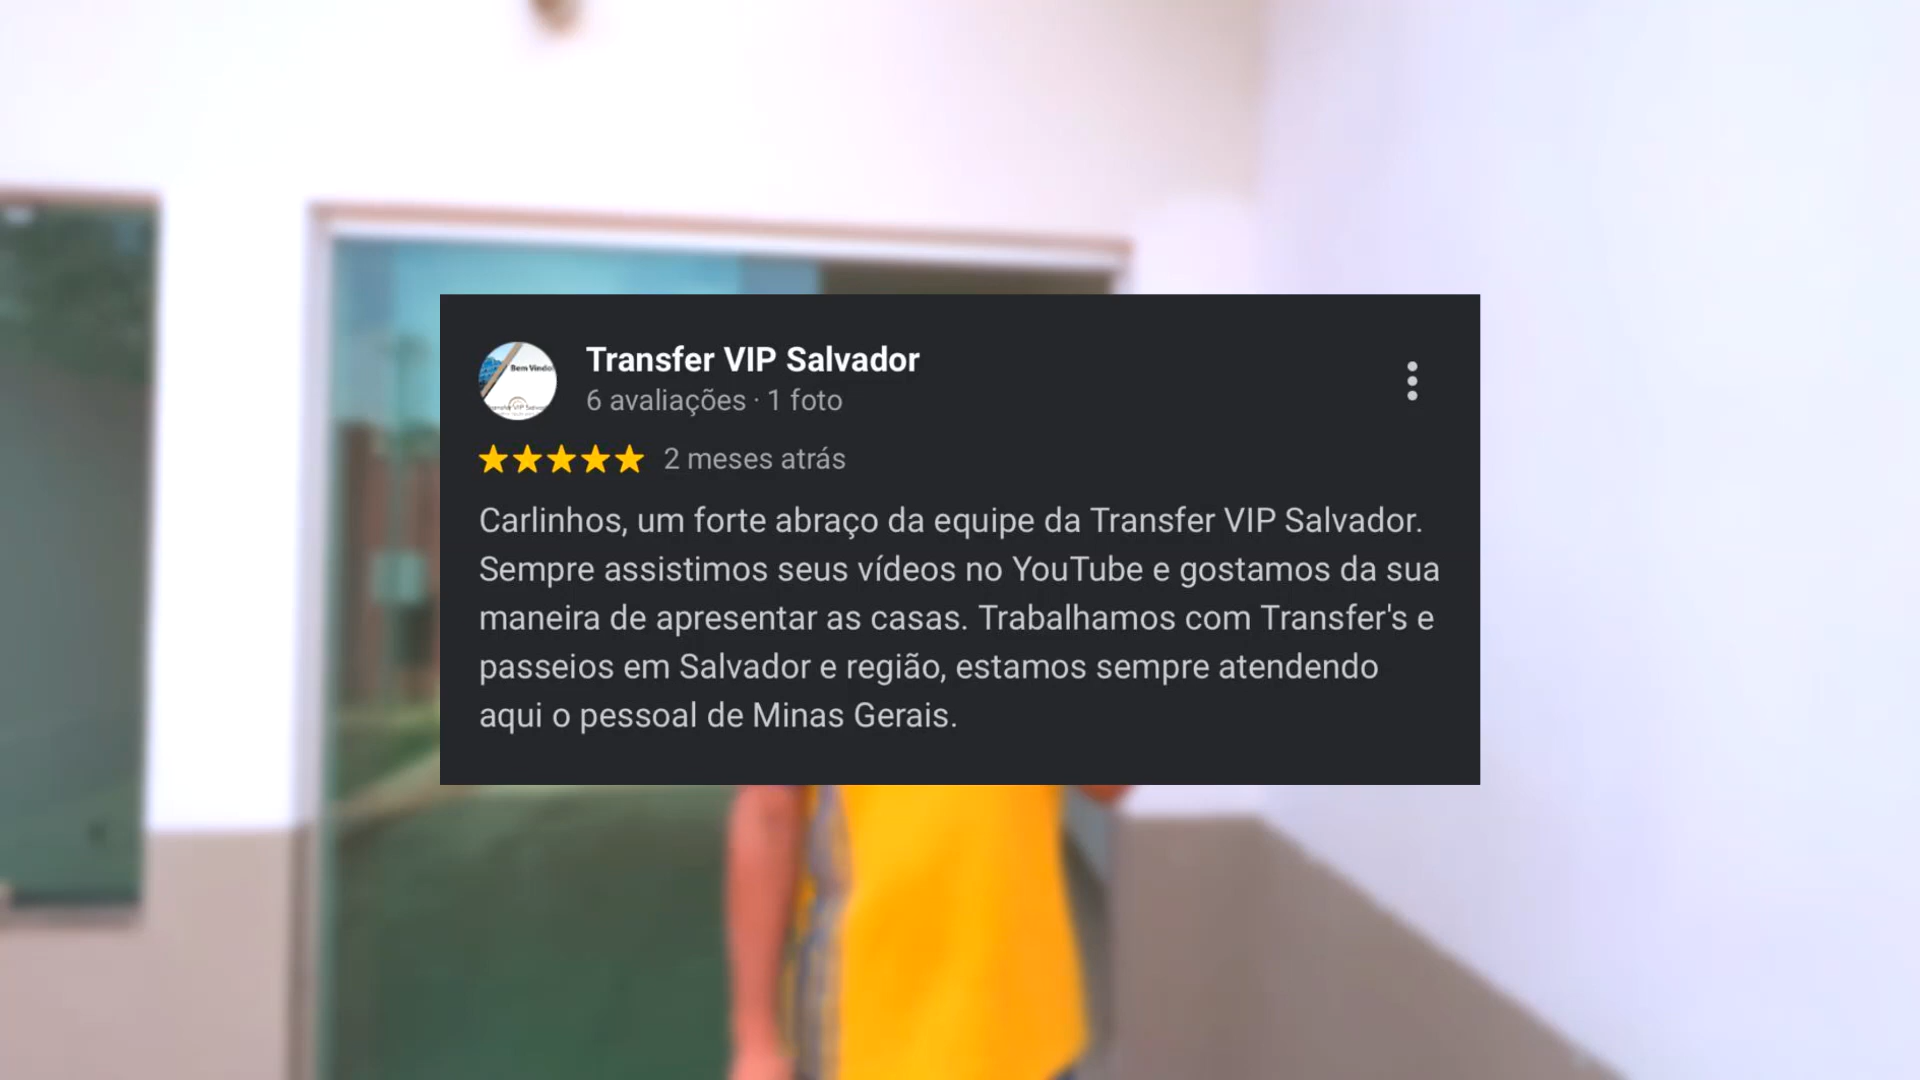 Bem Vindo
Transfer VIP Salvador
6 avaliações · 1 foto
2 meses atrás
Carlinhos, um forte abraço da equipe da Transfer VIP Salvador.
Sempre assistimos seus vídeos no YouTube e gostamos da sua
maneira de apresentar as casas. Trabalhamos com Transfer's e
passeios em Salvador e região, estamos sempre atendendo
aqui o pessoal de Minas Gerais.